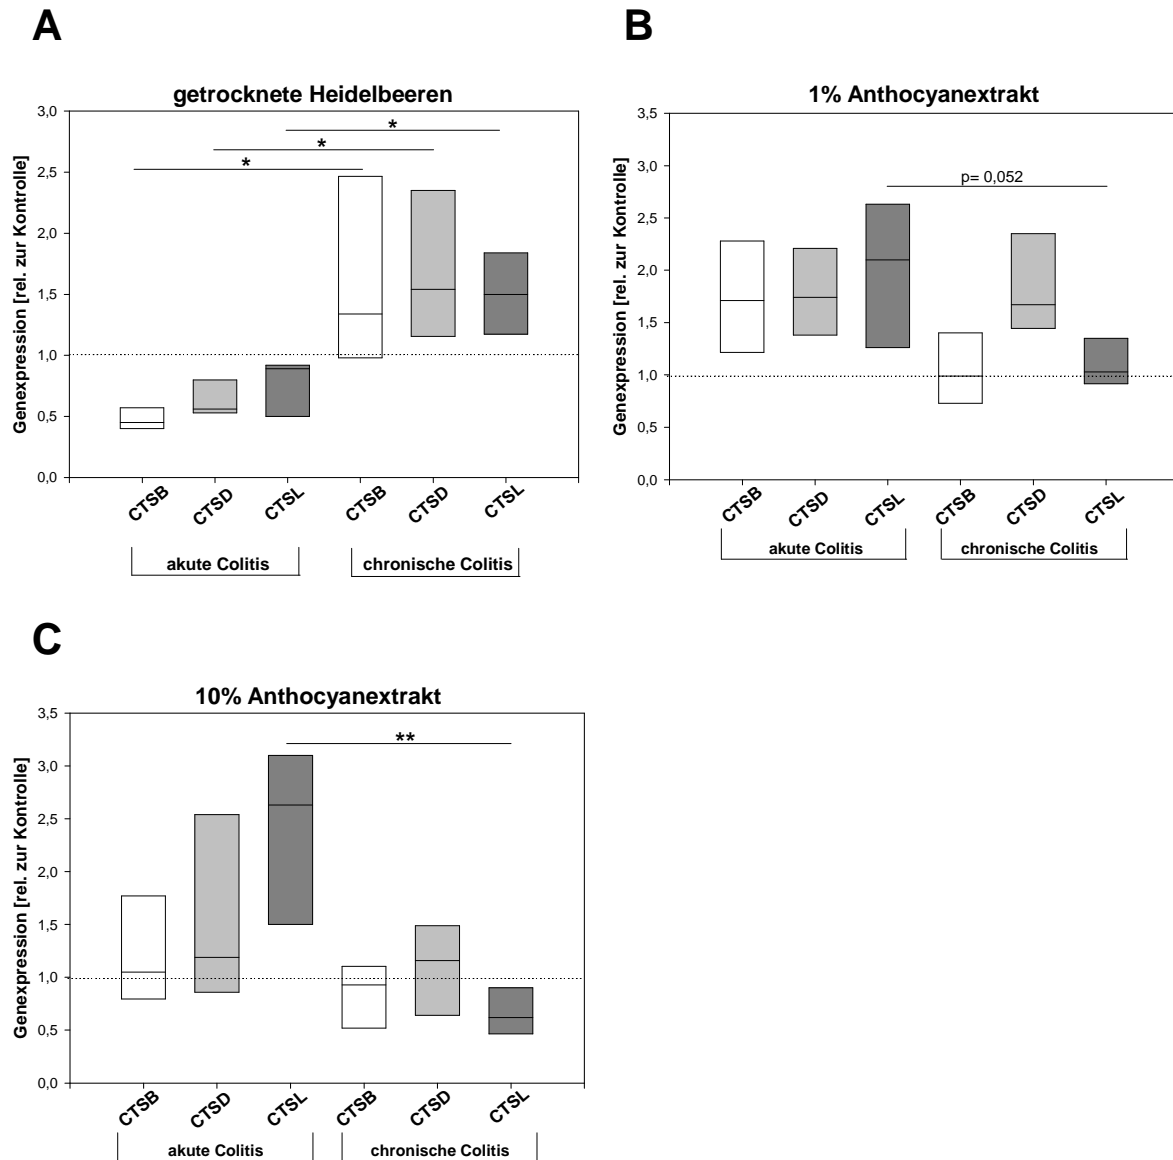 A
getrocknete Heidelbeeren
Genexpression [rel. zur Kontrolle]
3,0
2,5
2,0
1,5
1,0
0,5
0,0
*
*
*
CTSB
CTSD
CTSL
CTSB
CTSD
CTSL
akute Colitis
chronische Colitis
B
1% Anthocyanextrakt
Genexpression [rel. zur Kontrolle]
3,5
3,0
2,5
2,0
1,5
1,0
0,5
0,0
p= 0,052
CTSB
CTSD
CTSL
CTSB
CTSD
CTSL
akute Colitis
chronische Colitis
C
10% Anthocyanextrakt
Genexpression [rel. zur Kontrolle]
3,5
3,0
2,5
2,0
1,5
1,0
0,5
0,0
**
CTSB
CTSD
CTSL
CTSB
CTSD
CTSL
akute Colitis
chronische Colitis